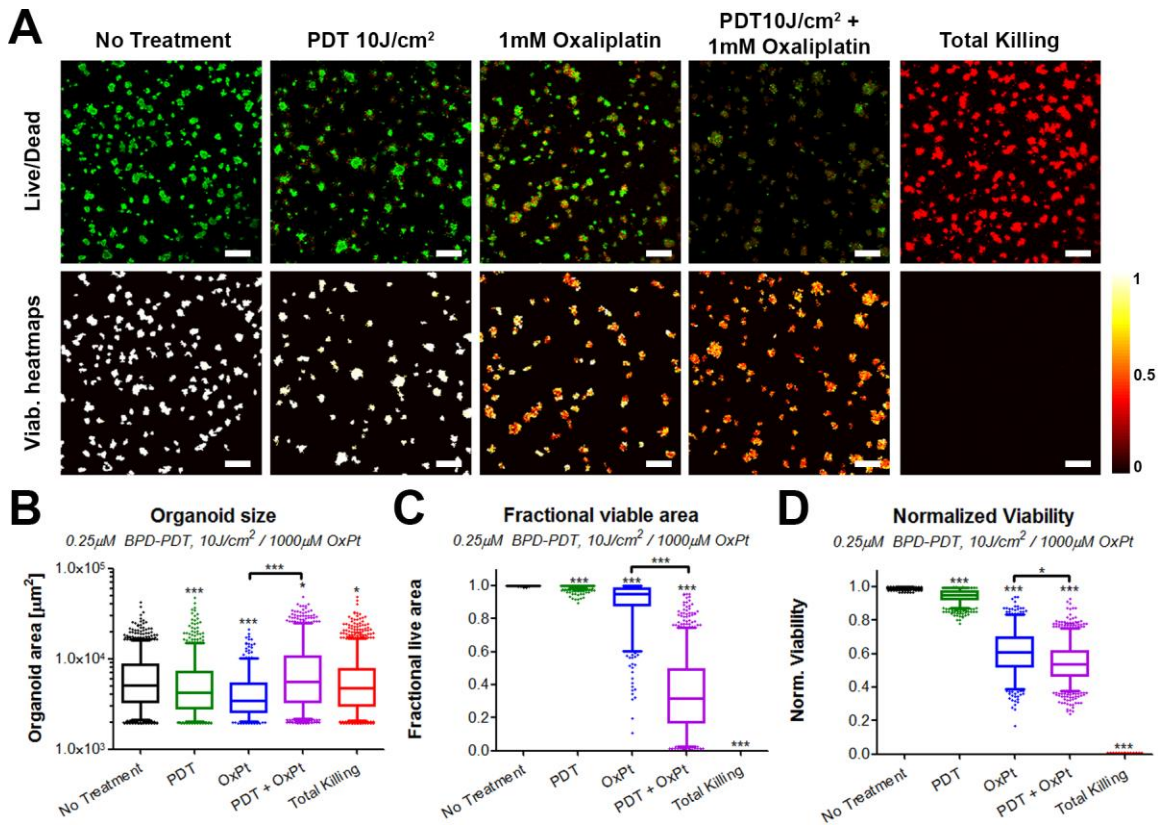 A
No Treatment
PDT 10J/cm²
1mM Oxaliplatin
PDT10J/cm² +
1mM Oxaliplatin
Total Killing
Live/Dead
Viab. heatmaps
1
0.5
0
B
Organoid size
0.25µM BPD-PDT, 10J/cm² / 1000µM OxPt
Organoid area [µm²]
1.0x10⁵
1.0x10⁴
1.0x10³
***
***
***
*
*
No Treatment
PDT
OxPt
PDT + OxPt
Total Killing
C
Fractional viable area
0.25µM BPD-PDT, 10J/cm² / 1000µM OxPt
Fractional live area
1.0
0.8
0.6
0.4
0.2
0.0
***
***
***
***
***
No Treatment
PDT
OxPt
PDT + OxPt
Total Killing
D
Normalized Viability
0.25µM BPD-PDT, 10J/cm² / 1000µM OxPt
Norm. Viability
1.0
0.8
0.6
0.4
0.2
0.0
*
***
***
***
***
No Treatment
PDT
OxPt
PDT + OxPt
Total Killing